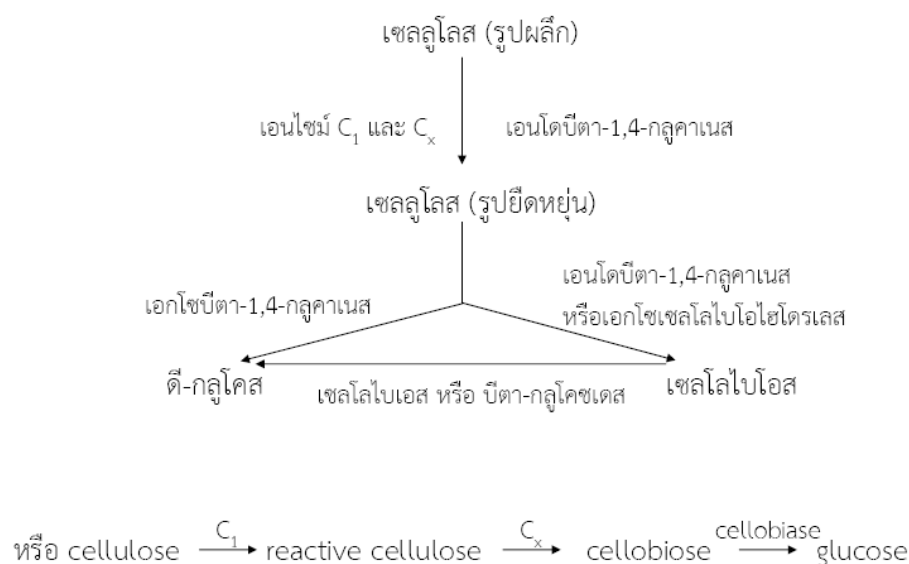 เซลลูโลส (รูปผลึก)
เอนไซม์ C₁ และ Cₓ เอนโดบีตา-1,4-กลูคาเนส
เซลลูโลส (รูปยืดหยุ่น)
เอนโดบีตา-1,4-กลูคาเนส
เอกโซบีตา-1,4-กลูคาเนส
หรือเอกโซเซลโลไบโอไฮโดรเลส
ดี-กลูโคส
เซลโลไบเอส หรือ บีตา-กลูโคซเดส
เซลโลไบโอส
หรือ cellulose C₁ reactive cellulose Cₓ cellobiose cellobiase glucose